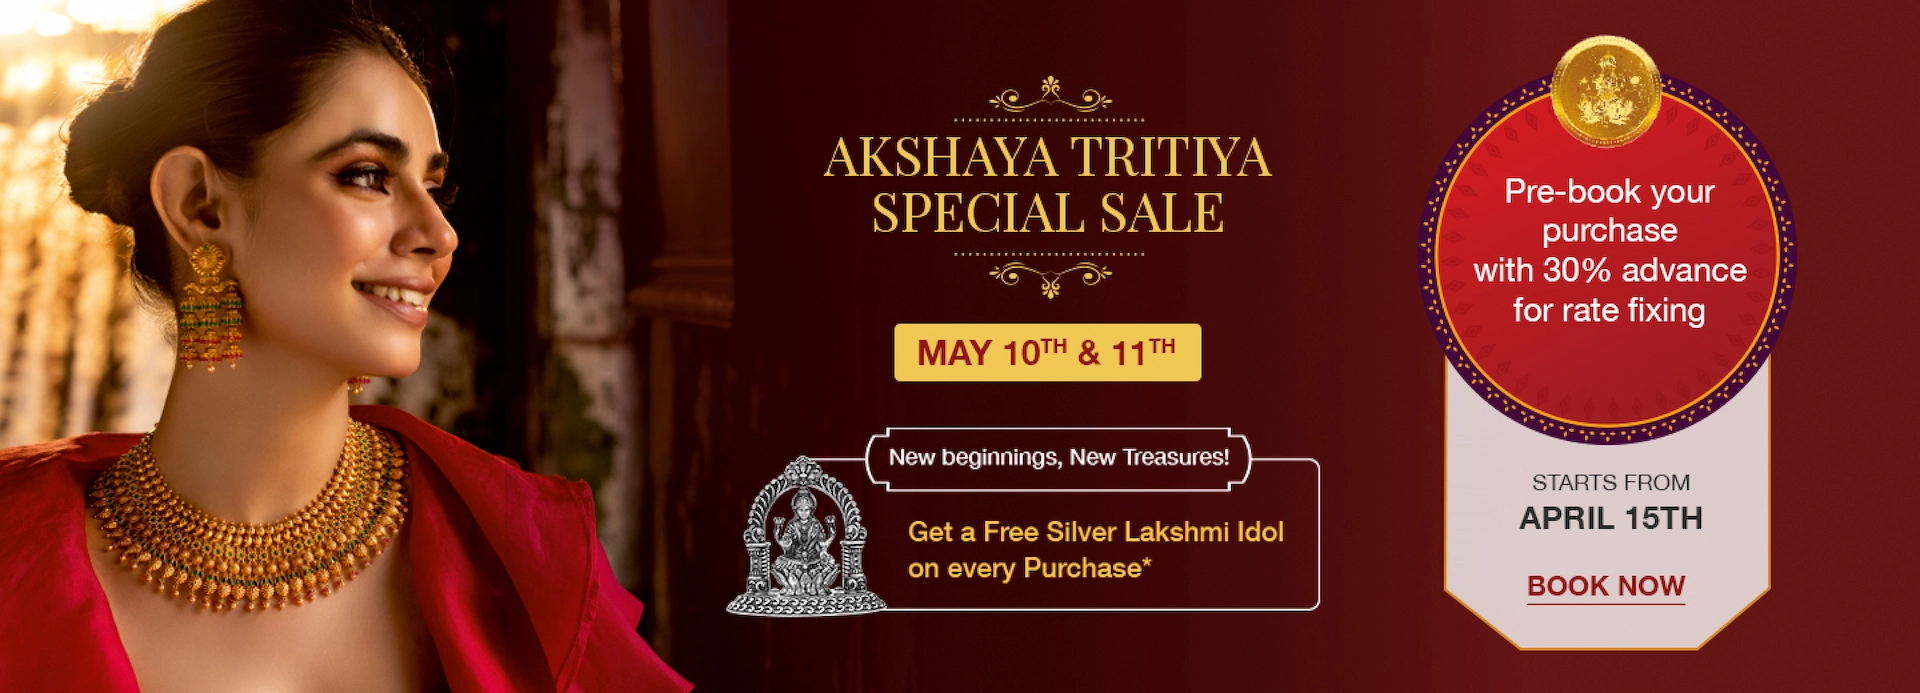 AKSHAYA TRITIYA
SPECIAL SALE
MAY 10TH & 11TH
New beginnings, New Treasures!
Get a Free Silver Lakshmi Idol
on every Purchase*
Pre-book your
purchase
with 30% advance
for rate fixing
STARTS FROM
APRIL 15TH
BOOK NOW